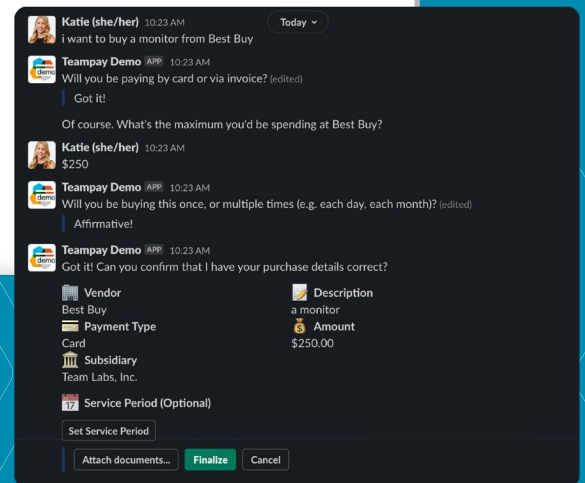 Katie (she/her) 10:23 AM
Today
i want to buy a monitor from Best Buy
Teampay Demo APP 10:23 AM
demo
Will you be paying by card or via invoice? (edited)
Got it!
Of course. What's the maximum you'd be spending at Best Buy?
Katie (she/her) 10:23 AM
$250
Teampay Demo APP 10:23 AM
demo
Will you be buying this once, or multiple times (e.g. each day, each month)? (edited)
Affirmative!
Teampay Demo APP 10:23 AM
demo
Got it! Can you confirm that I have your purchase details correct?
Vendor
Description
Best Buy
a monitor
Payment Type
Amount
Card
$250.00
Subsidiary
Team Labs, Inc.
17 Service Period (Optional)
Set Service Period
Attach documents... Finalize Cancel